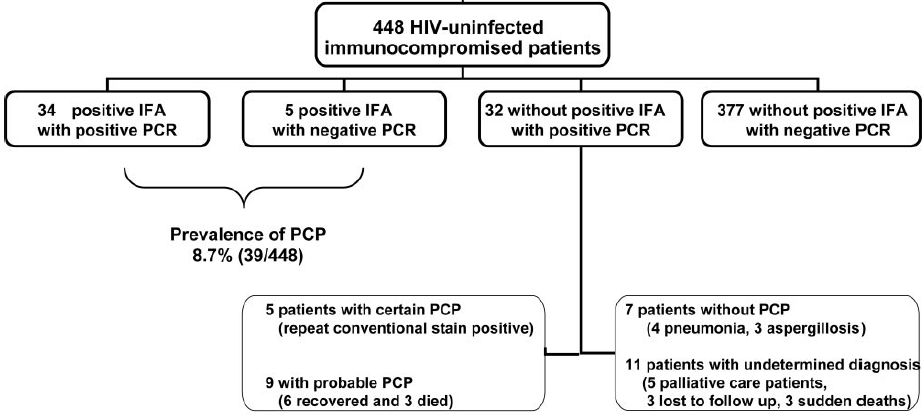 448 HIV-uninfected
immunocompromised patients
34 positive IFA
with positive PCR
5 positive IFA
with negative PCR
32 without positive IFA
with positive PCR
377 without positive IFA
with negative PCR
Prevalence of PCP
8.7% (39/448)
5 patients with certain PCP
(repeat conventional stain positive)
9 with probable PCP
(6 recovered and 3 died)
7 patients without PCP
(4 pneumonia, 3 aspergillosis)
11 patients with undetermined diagnosis
(5 palliative care patients,
3 lost to follow up, 3 sudden cleaths)